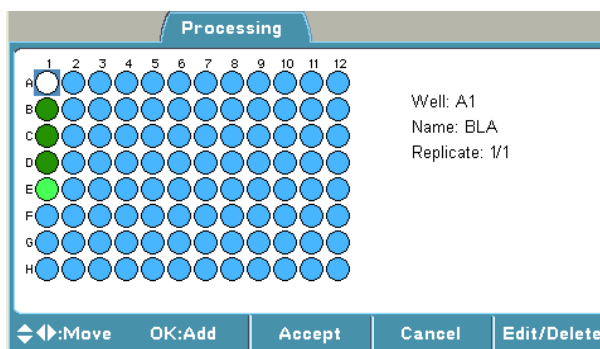 Processing
1 2 3 4 5 6 7 8 9 10 11 12
A
B
C
D
E
F
G
H
Well: A1
Name: BLA
Replicate: 1/1
:Move OK:Add Accept Cancel Edit/Delete